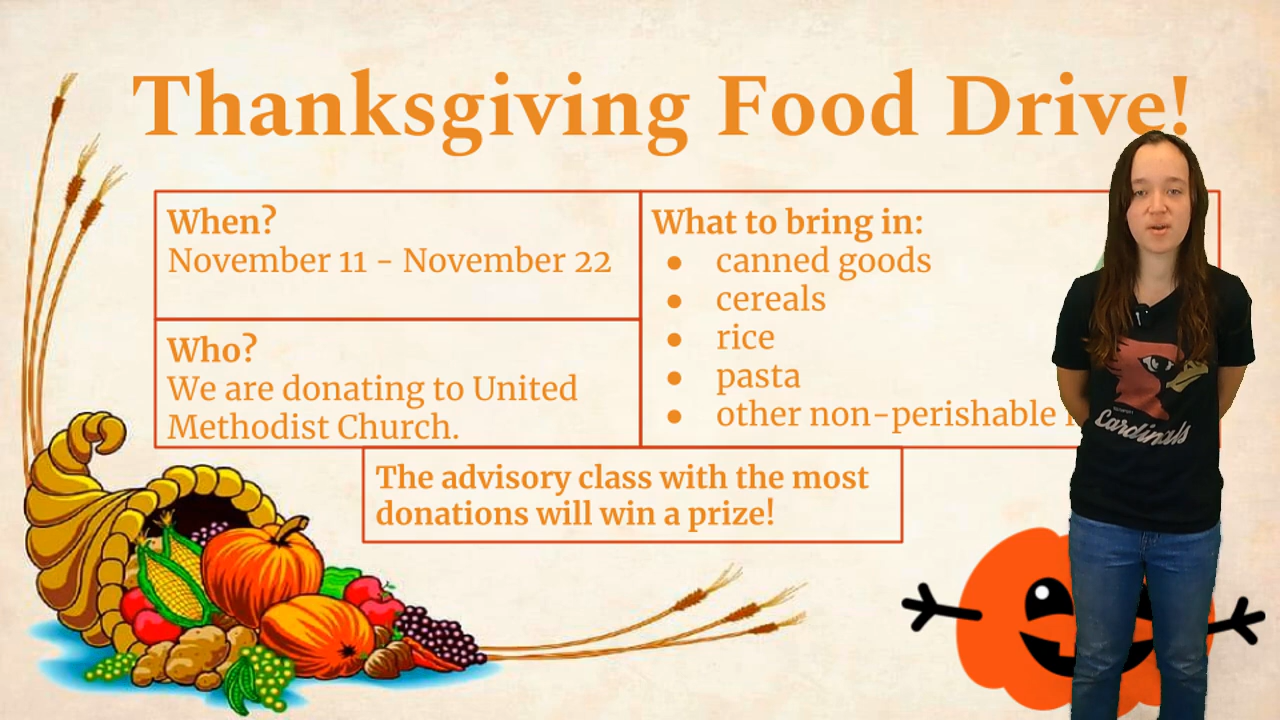 Thanksgiving Food Drive!
When?
November 11 - November 22
Who?
We are donating to United
Methodist Church.
What to bring in:
● canned goods
● cereals
● rice
● pasta
● other non-perishable
The advisory class with the most
donations will win a prize!
Cardinals